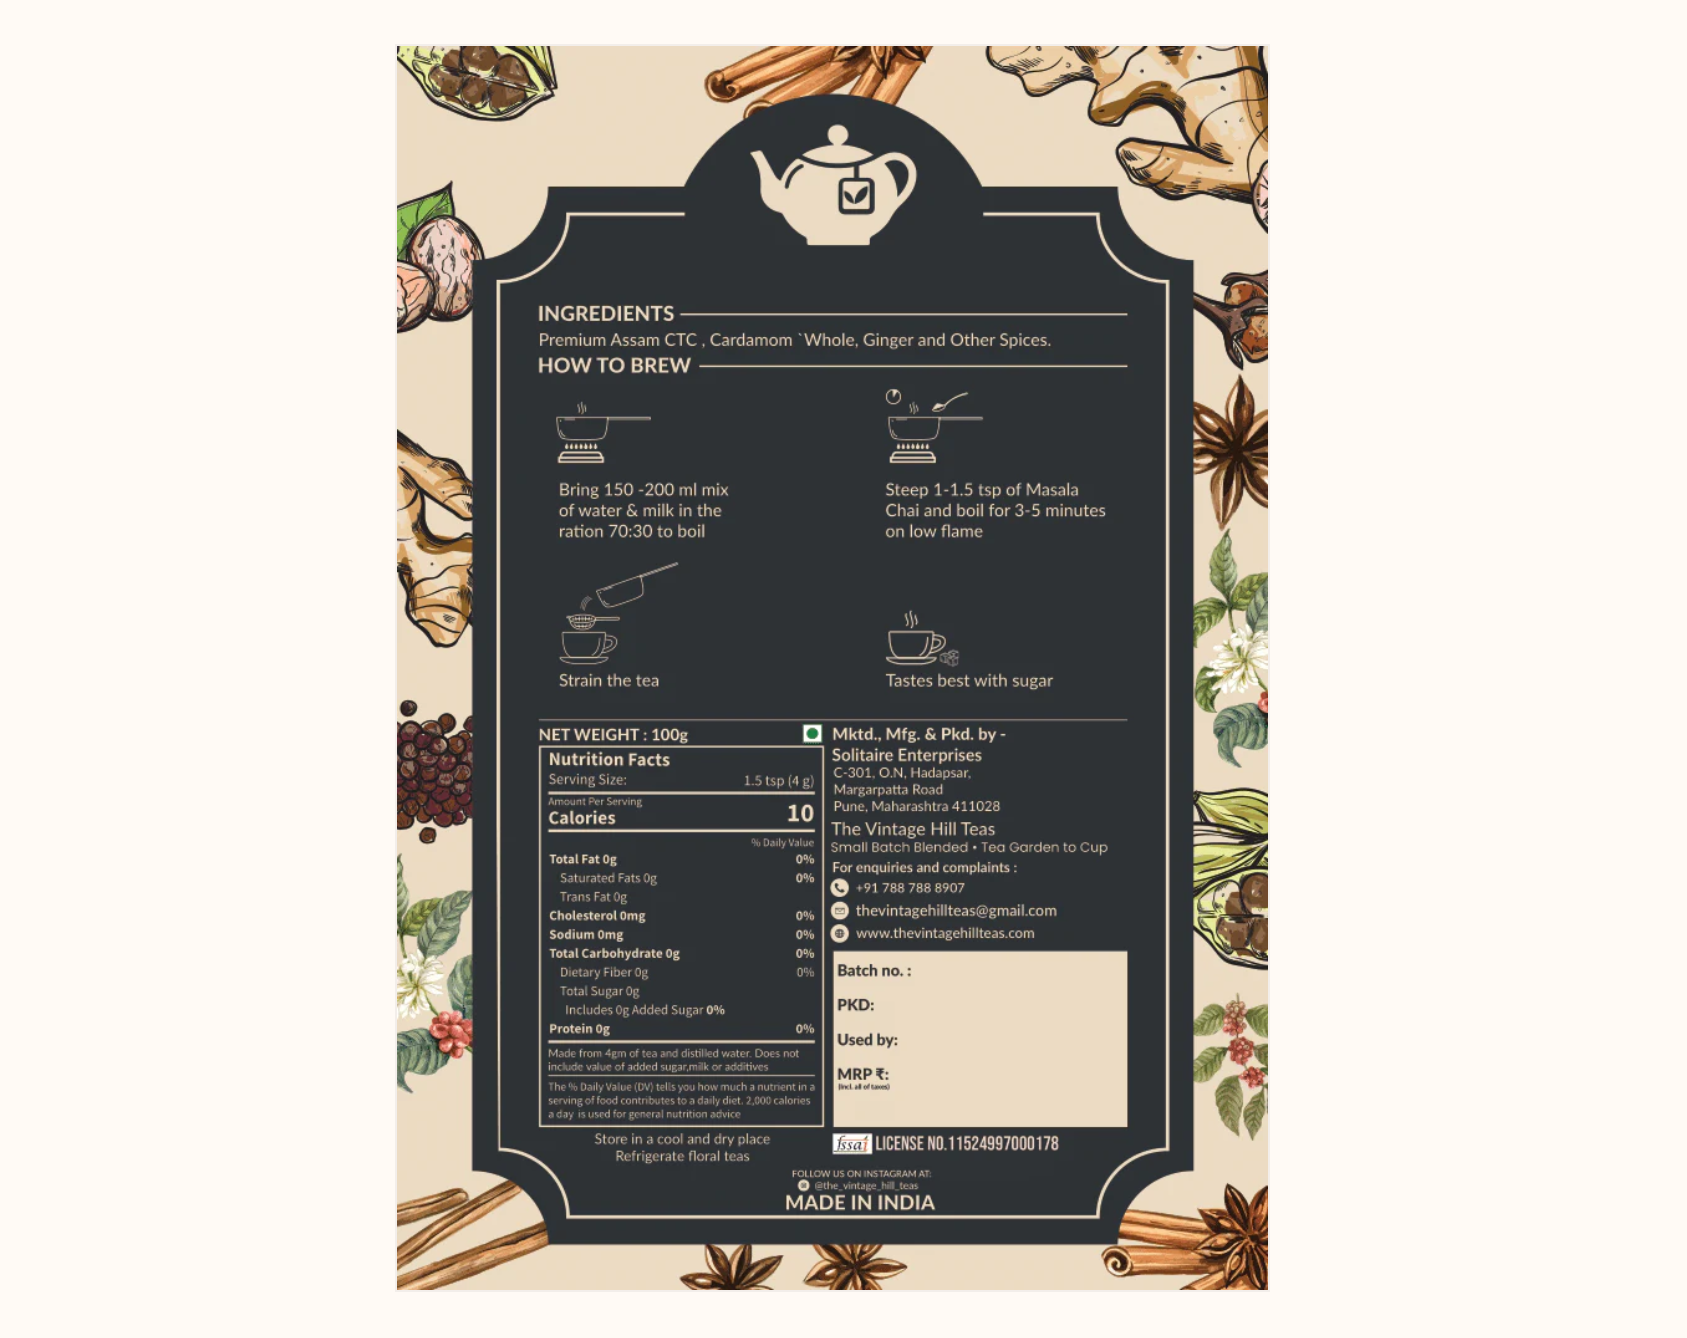 INGREDIENTS
Premium Assam CTC , Cardamom `Whole, Ginger and Other Spices.
HOW TO BREW
Bring 150 -200 ml mix
of water & milk in the
ration 70:30 to boil
Steep 1-1.5 tsp of Masala
Chai and boil for 3-5 minutes
on low flame
Strain the tea
Tastes best with sugar
NET WEIGHT : 100g
Nutrition Facts
Serving Size: 1.5 tsp (4 g)
Amount Per Serving
Calories 10
% Daily Value
Total Fat 0g 0%
Saturated Fats 0g 0%
Trans Fat 0g
Cholesterol 0mg 0%
Sodium 0mg 0%
Total Carbohydrate 0g 0%
Dietary Fiber 0g 0%
Total Sugar 0g
Includes 0g Added Sugar 0%
Protein 0g 0%
Made from 4gm of tea and distilled water. Does not
include value of added sugar,milk or additives
The % Daily Value (DV) tells you how much a nutrient in a
serving of food contributes to a daily diet. 2,000 calories
a day is used for general nutrition advice
Store in a cool and dry place
Refrigerate floral teas
Mktd., Mfg. & Pkd. by -
Solitaire Enterprises
C-301, O.N, Hadapsar,
Margarpatta Road
Pune, Maharashtra 411028
The Vintage Hill Teas
Small Batch Blended • Tea Garden to Cup
For enquiries and complaints :
+91 788 788 8907
thevintagehillteas@gmail.com
www.thevintagehillteas.com
Batch no. :
PKD:
Used by:
MRP ₹:
(Incl. all of taxes)
fssai LICENSE NO.11524997000178
FOLLOW US ON INSTAGRAM AT:
@the_vintage_hill_teas
MADE IN INDIA